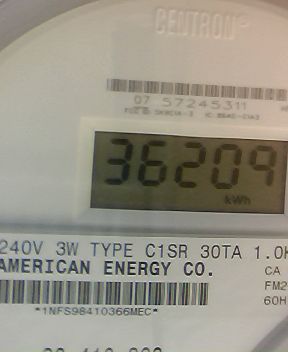 CENTRON®
07 57245311
36209
kWh
240V 3W TYPE C1SR 30TA 1.0K
AMERICAN ENERGY CO.
CA
FM2
60H
*1NFS98410366MEC*